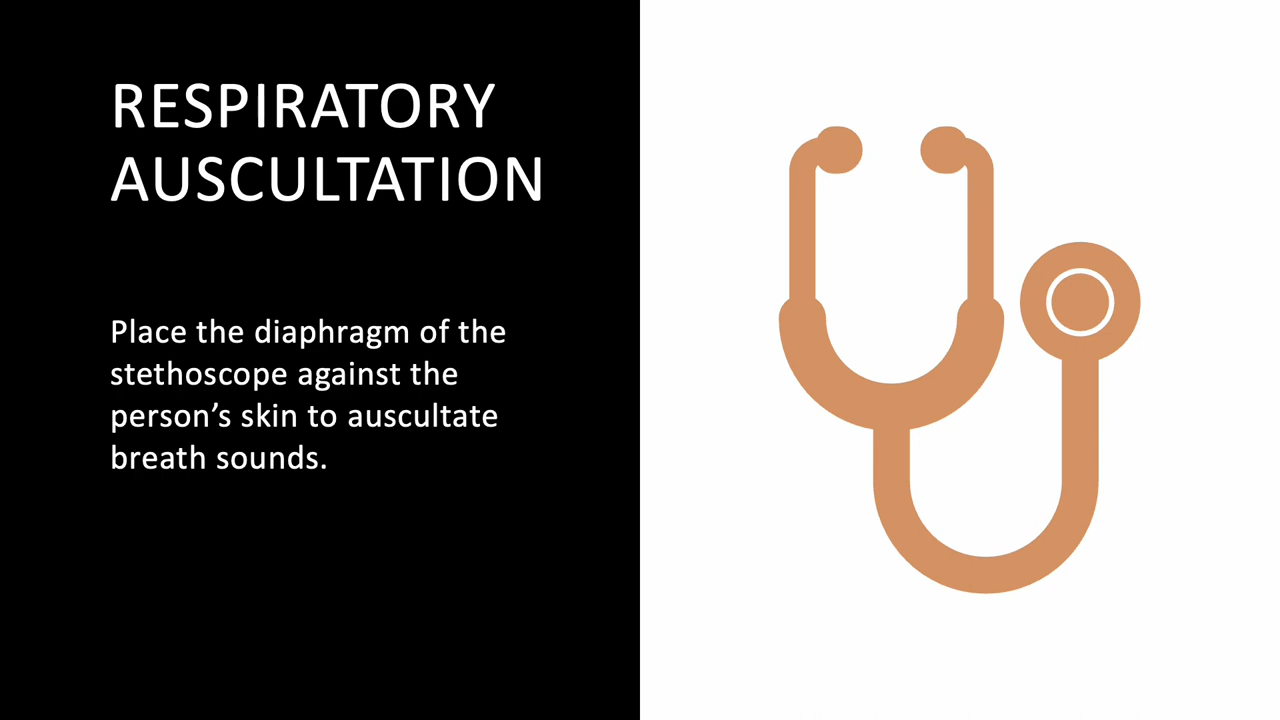 RESPIRATORY
AUSCULTATION
Place the diaphragm of the
stethoscope against the
person’s skin to auscultate
breath sounds.